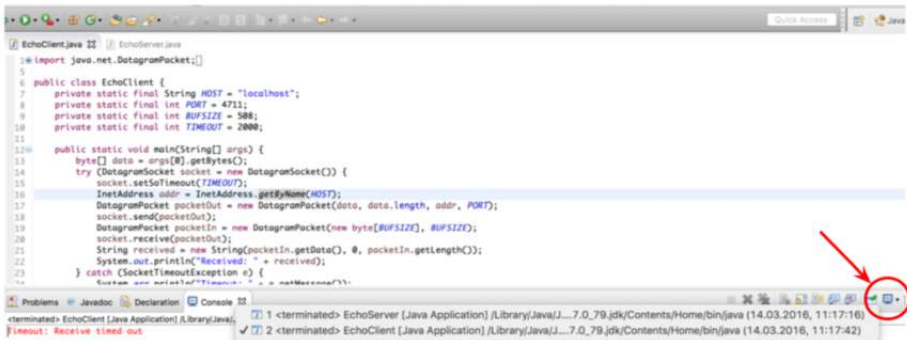 Quick Access
Java
EchoClient.java
EchoServer.java
1 import java.net.DatagramPacket;
5
6 public class EchoClient {
7 private static final String HOST = "localhost";
8 private static final int PORT = 4711;
9 private static final int BUFSIZE = 508;
10 private static final int TIMEOUT = 2000;
11
12 public static void main(String[] args) {
13 byte[] data = args[0].getBytes();
14 try (DatagramSocket socket = new DatagramSocket()) {
15 socket.setSoTimeout(TIMEOUT);
16 InetAddress addr = InetAddress.getByName(HOST);
17 DatagramPacket packetOut = new DatagramPacket(data, data.length, addr, PORT);
18 socket.send(packetOut);
19 DatagramPacket packetIn = new DatagramPacket(new byte[BUFSIZE], BUFSIZE);
20 socket.receive(packetOut);
21 String received = new String(packetIn.getData(), 0, packetIn.getLength());
22 System.out.println("Received: " + received);
23 } catch (SocketTimeoutException e) {
24 System.err.println("Timeout: " + e.getMessage());
Problems Javadoc Declaration Console
<terminated> EchoClient [Java Application] /Library/Java/J
1 <terminated> EchoServer [Java Application] /Library/Java/J....7.0_79.jdk/Contents/Home/bin/java (14.03.2016, 11:17:16)
Timeout: Receive timed out
2 <terminated> EchoClient [Java Application] /Library/Java/J....7.0_79.jdk/Contents/Home/bin/java (14.03.2016, 11:17:42)